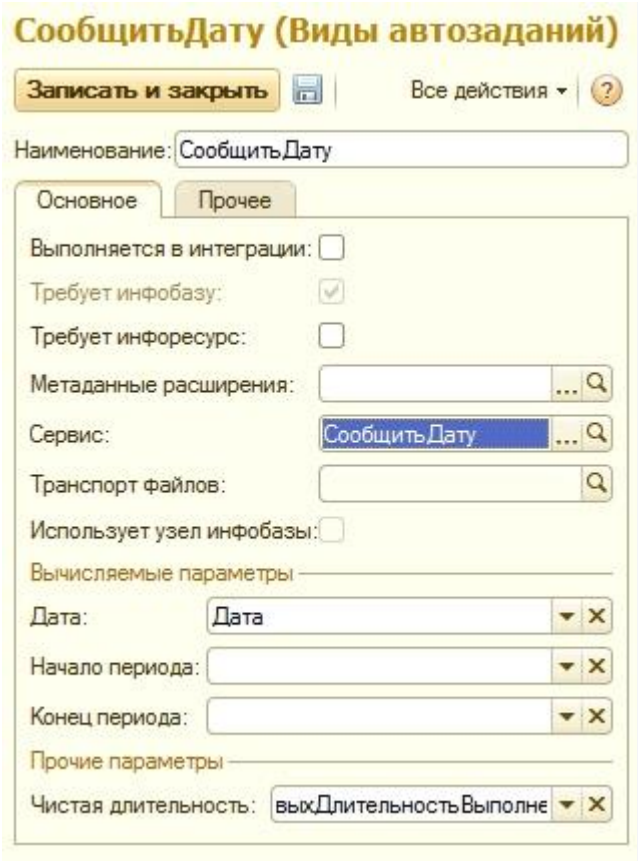 СообщитьДату (Виды автозаданий)
Записать и закрыть Все действия ?
Наименование: СообщитьДату
Основное Прочее
Выполняется в интеграции:
Требует инфобазу:
Требует инфоресурс:
Метаданные расширения: ...
Сервис: СообщитьДату ...
Транспорт файлов:
Использует узел инфобазы:
Вычисляемые параметры
Дата: Дата
Начало периода:
Конец периода:
Прочие параметры
Чистая длительность: выхДлительностьВыполне